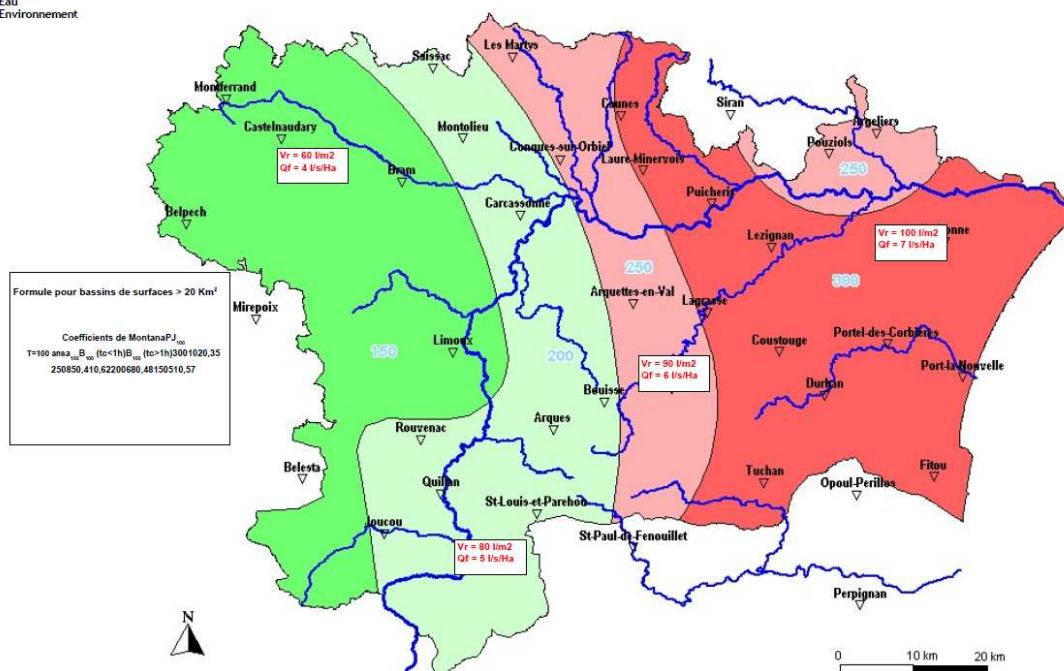 Eau
Environnement
Les Martys
Saissac
Monferrand
Caunes
Siran
Argeliers
Castelnaudary
Montolieu
Pouziols
Conques-sur-Orbiel
Laure-Minervois
250
Vr = 60 l/m2
Qf = 4 l/s/Ha
Bram
Puicheric
Carcassonne
Belpech
Lezignan
Vr = 100 l/m2
Qf = 7 l/s/Ha
onne
250
300
Formule pour bassins de surfaces > 20 Km²
Mirepoix
Arquettes-en-Val
Lagrasse
Coefficients de MontanaPJ100
T=100 ansa100B100 (tc<1h)B100 (tc>1h)3001020,35
250850,410,62200680,48150510,57
Portel-des-Corbières
Limoux
150
200
Coustouge
Port-la-Nouvelle
Vr = 90 l/m2
Qf = 6 l/s/Ha
Bouisse
Durban
Arques
Rouvenac
Belesta
Tuchan
Fitou
Quillan
Opoul-Perillos
St-Louis-et-Parehou
Joucou
St-Paul-de-Fenouillet
Vr = 80 l/m2
Qf = 5 l/s/Ha
Perpignan
N
0 10 km 20 km